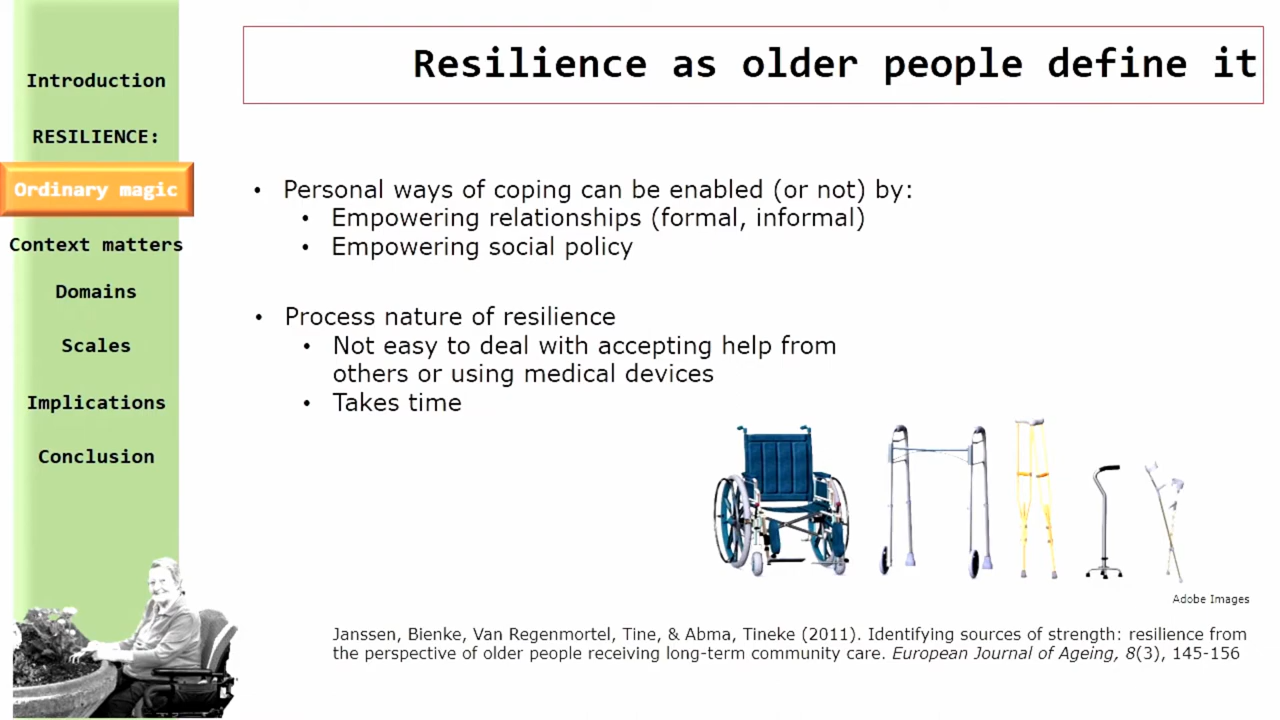 Resilience as older people define it
Introduction
RESILIENCE:
Ordinary magic
Context matters
Domains
Scales
Implications
Conclusion
• Personal ways of coping can be enabled (or not) by:
• Empowering relationships (formal, informal)
• Empowering social policy
• Process nature of resilience
• Not easy to deal with accepting help from
others or using medical devices
• Takes time
Adobe Images
Janssen, Bienke, Van Regenmortel, Tine, & Abma, Tineke (2011). Identifying sources of strength: resilience from
the perspective of older people receiving long-term community care. European Journal of Ageing, 8(3), 145-156